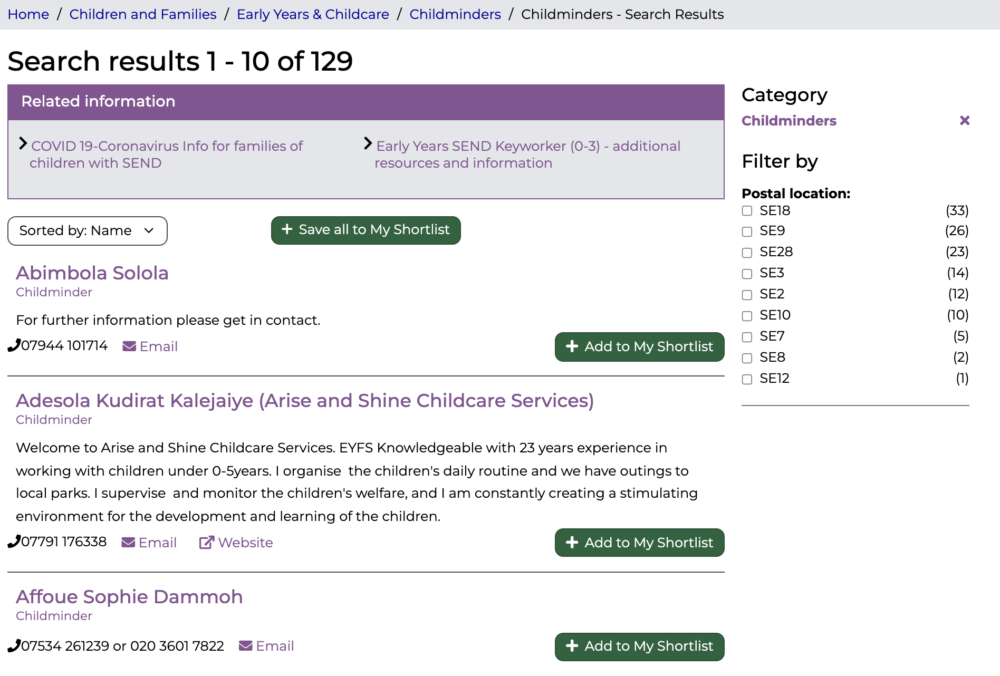 Home / Children and Families / Early Years & Childcare / Childminders / Childminders - Search Results
Search results 1 - 10 of 129
Related information
COVID 19-Coronavirus Info for families of
children with SEND
Early Years SEND Keyworker (0-3) - additional
resources and information
Sorted by: Name
Save all to My Shortlist
Abimbola Solola
Childminder
For further information please get in contact.
07944 101714 Email
Add to My Shortlist
Adesola Kudirat Kalejaiye (Arise and Shine Childcare Services)
Childminder
Welcome to Arise and Shine Childcare Services. EYFS Knowledgeable with 23 years experience in
working with children under 0-5years. I organise  the children's daily routine and we have outings to
local parks. I supervise  and monitor the children's welfare, and I am constantly creating a stimulating
environment for the development and learning of the children.
07791 176338 Email Website
Add to My Shortlist
Affoue Sophie Dammoh
Childminder
07534 261239 or 020 3601 7822 Email
Add to My Shortlist
Category
Childminders
Filter by
Postal location:
SE18 (33)
SE9 (26)
SE28 (23)
SE3 (14)
SE2 (12)
SE10 (10)
SE7 (5)
SE8 (2)
SE12 (1)